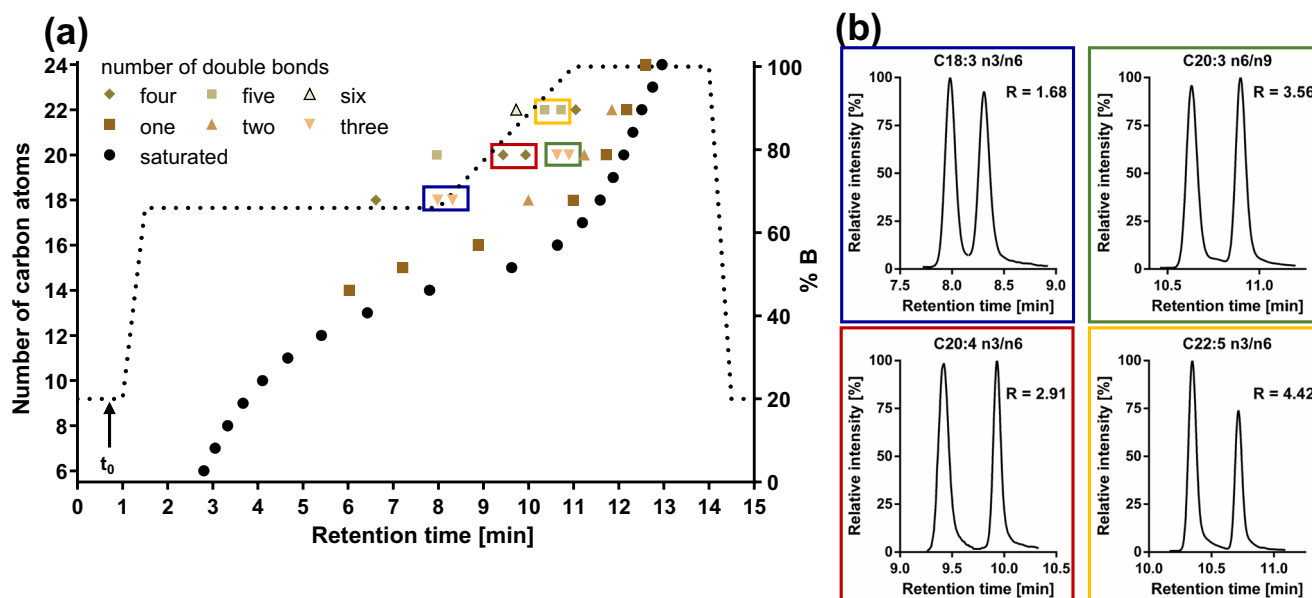 (a)
number of double bonds
four five six
one two three
saturated
Number of carbon atoms
24
22
20
18
16
14
12
10
8
6
t0
0 1 2 3 4 5 6 7 8 9 10 11 12 13 14 15
Retention time [min]
100
80
60
40
20
0
% B
(b)
C18:3 n3/n6
R = 1.68
Relative intensity [%]
100
75
50
25
0
7.5 8.0 8.5 9.0
Retention time [min]
C20:3 n6/n9
R = 3.56
Relative intensity [%]
100
75
50
25
0
10.5 11.0
Retention time [min]
C20:4 n3/n6
R = 2.91
Relative intensity [%]
100
75
50
25
0
9.0 9.5 10.0 10.5
Retention time [min]
C22:5 n3/n6
R = 4.42
Relative intensity [%]
100
75
50
25
0
10.0 10.5 11.0
Retention time [min]